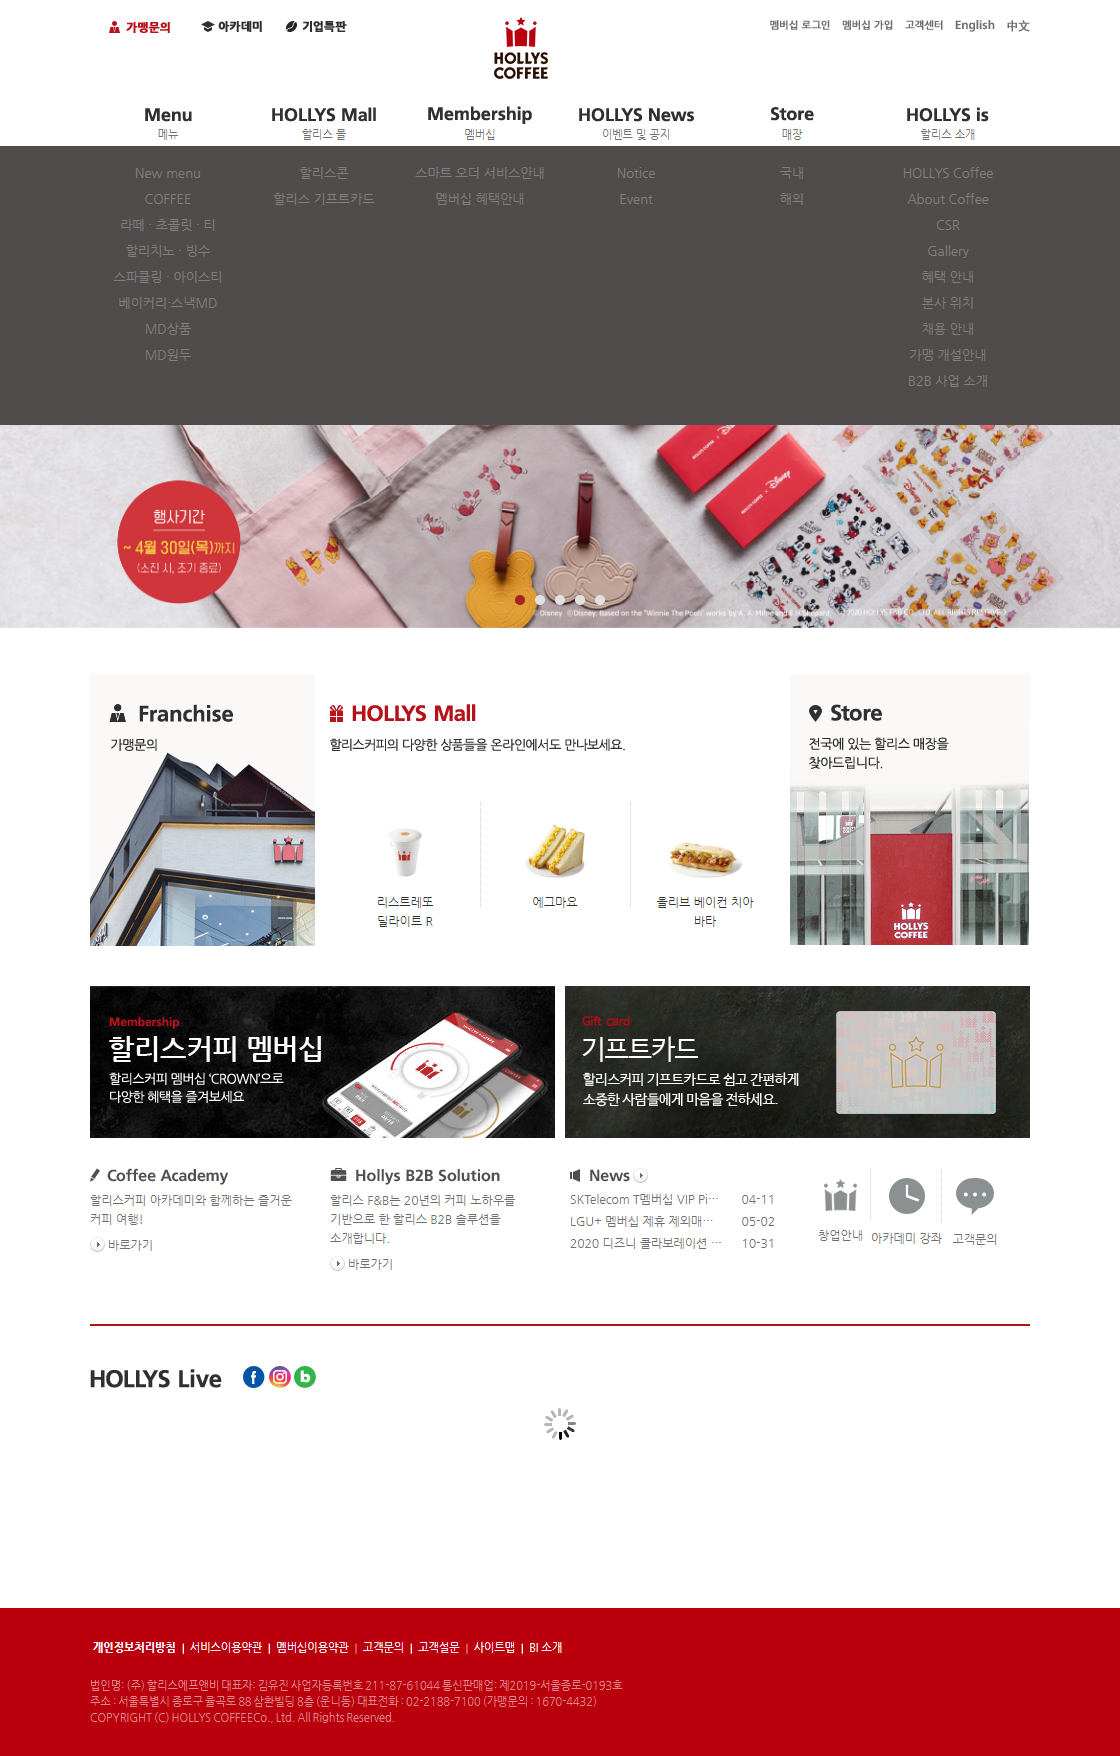 가맹문의 아카데미 기업특판
HOLLYS
COFFEE
멤버십 로그인 멤버십 가입 고객센터 English 中文
Menu HOLLYS Mall Membership HOLLYS News Store HOLLYS is
메뉴 할리스 몰 멤버십 이벤트 및 공지 매장 할리스 소개
New menu 할리스콘 스마트 오더 서비스안내 Notice 국내 HOLLYS Coffee
COFFEE 할리스 기프트카드 멤버십 혜택안내 Event 해외 About Coffee
라떼 · 초콜릿 · 티 CSR
할리치노 · 빙수 Gallery
스파클링 · 아이스티 혜택 안내
베이커리·스낵MD 본사 위치
MD상품 채용 안내
MD원두 가맹 개설안내
B2B 사업 소개
행사기간
~ 4월 30일(목)까지
(소진 시, 조기 종료)
Disney ©Disney. Based on the "Winnie The Pooh" works by A. A. Milne and E.H. Shepard.
Franchise
가맹문의
HOLLYS Mall
할리스커피의 다양한 상품들을 온라인에서도 만나보세요.
리스트레또
딜라이트 R
에그마요
올리브 베이컨 치아
바타
Store
전국에 있는 할리스 매장을
찾아드립니다.
HOLLYS
COFFEE
Membership
할리스커피 멤버십
할리스커피 멤버십 ‘CROWN’으로
다양한 혜택을 즐겨보세요
Gift card
기프트카드
할리스커피 기프트카드로 쉽고 간편하게
소중한 사람들에게 마음을 전하세요.
Coffee Academy
할리스커피 아카데미와 함께하는 즐거운
커피 여행!
바로가기
Hollys B2B Solution
할리스 F&B는 20년의 커피 노하우를
기반으로 한 할리스 B2B 솔루션을
소개합니다.
바로가기
News
SKTelecom T멤버십 VIP Pi… 04-11
LGU+ 멤버십 제휴 제외매… 05-02
2020 디즈니 콜라보레이션 … 10-31
창업안내 아카데미 강좌 고객문의
HOLLYS Live
개인정보처리방침 | 서비스이용약관 | 멤버십이용약관 | 고객문의 | 고객설문 | 사이트맵 | BI 소개
법인명: (주) 할리스에프앤비 대표자: 김유진 사업자등록번호 211-87-61044 통신판매업: 제2019-서울종로-0193호
주소 : 서울특별시 종로구 율곡로 88 삼환빌딩 8층 (운니동) 대표전화 : 02-2188-7100 (가맹문의 : 1670-4432)
COPYRIGHT (C) HOLLYS COFFEECo., Ltd. All Rights Reserved.